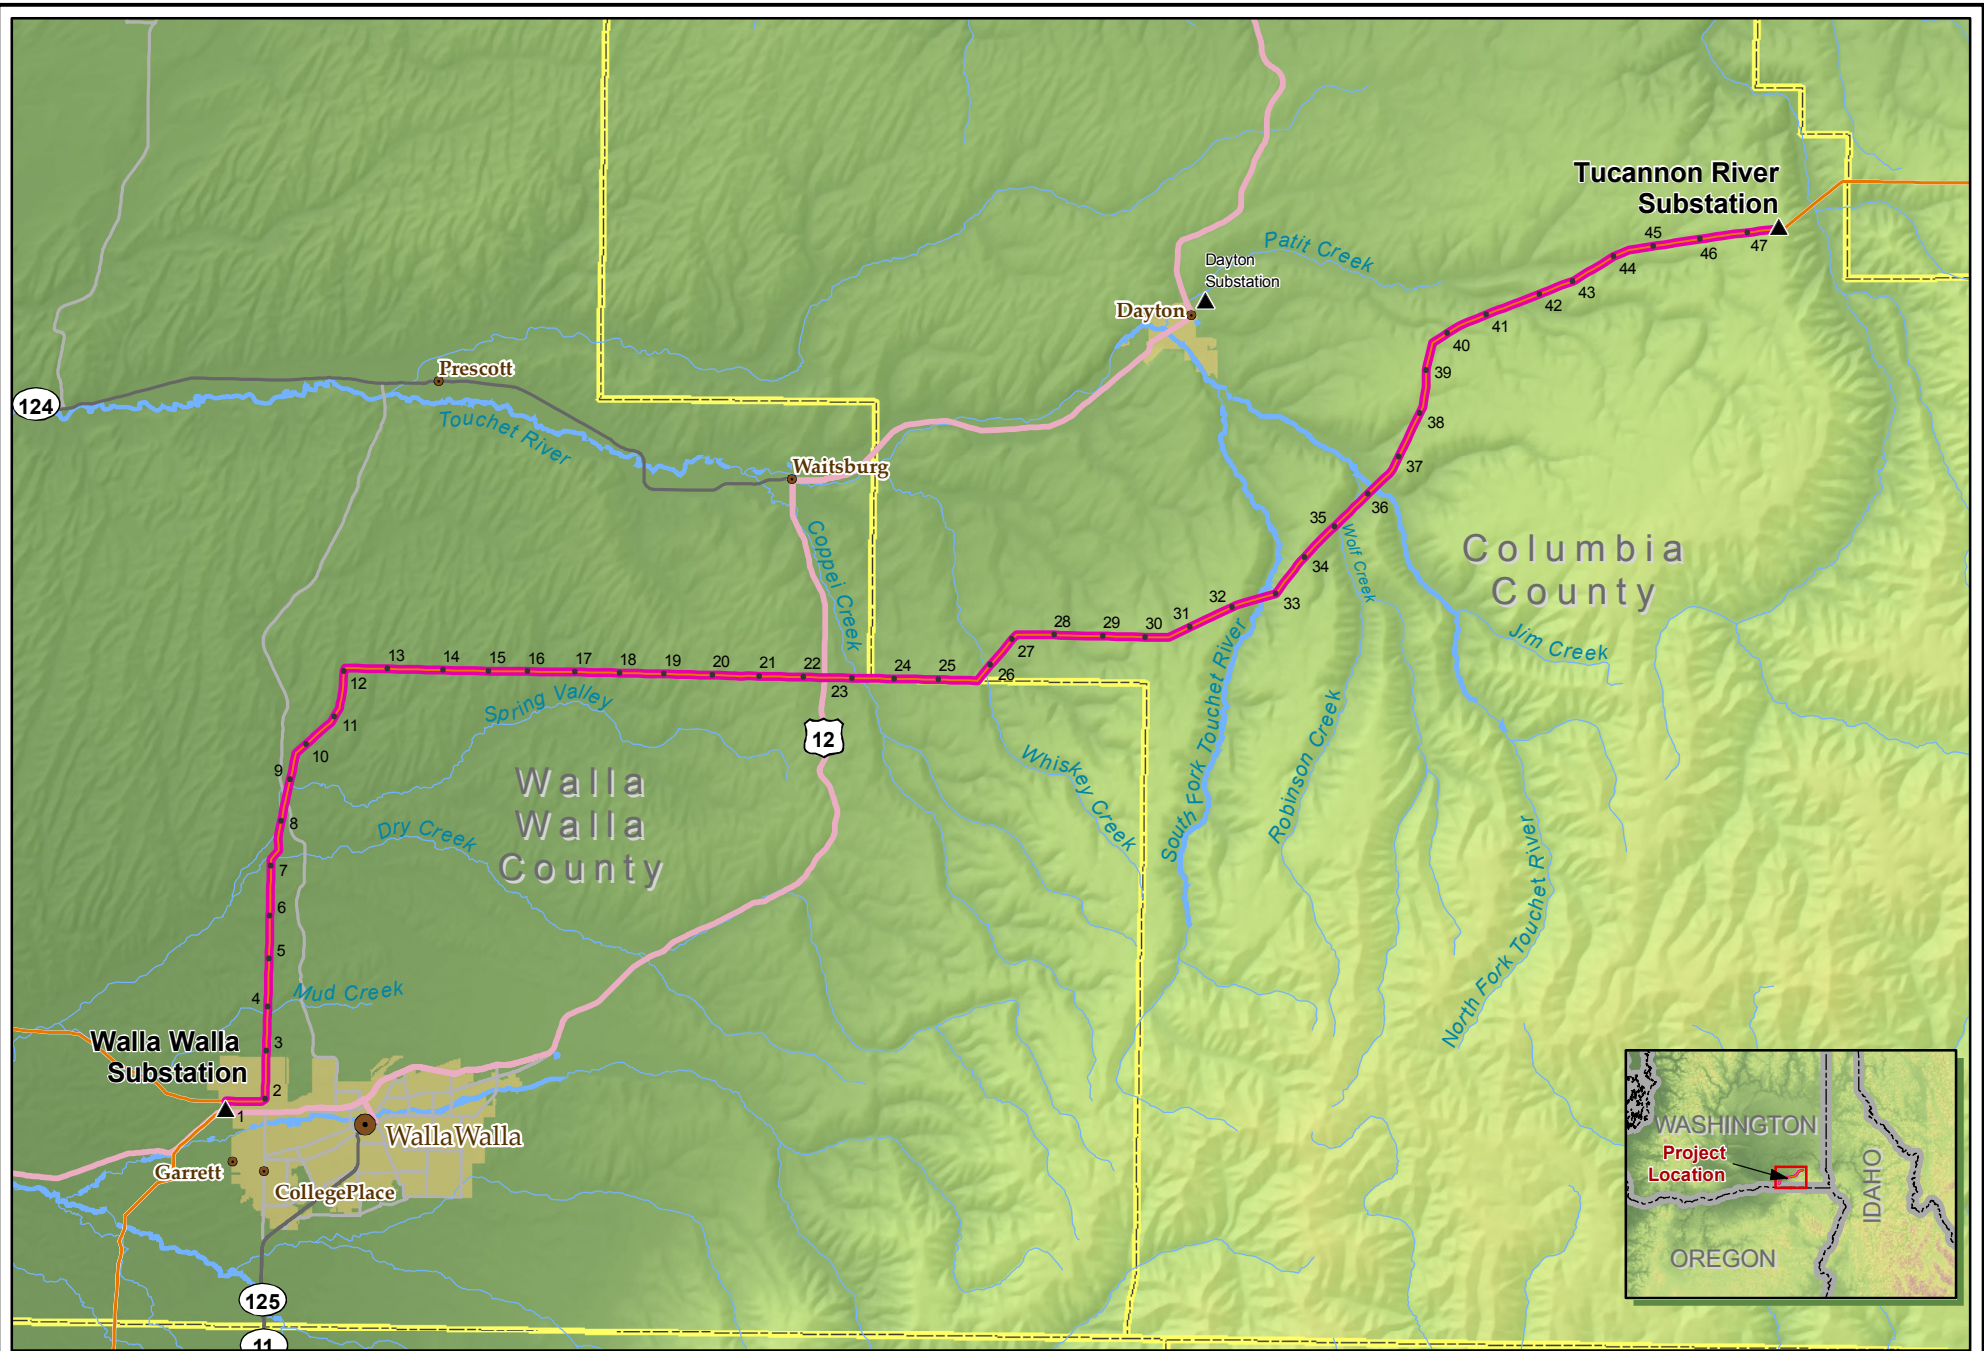 Tucannon River
Substation
45
46
47
44
43
42
41
40
39
38
37
36
35
34
33
32
31
30
29
28
27
26
25
24
23
22
21
20
19
18
17
16
15
14
13
12
11
10
9
8
7
6
5
4
3
2
1
Patit Creek
Dayton
Substation
Dayton
Prescott
124
Touchet River
Waitsburg
Coppei Creek
Wolf Creek
Columbia
County
Jim Creek
Spring Valley
12
Walla
Walla
County
Dry Creek
Whiskey Creek
South Fork Touchet River
Robinson Creek
North Fork Touchet River
Mud Creek
Walla Walla
Substation
WallaWalla
Garrett
CollegePlace
125
11
WASHINGTON
Project
Location
IDAHO
OREGON